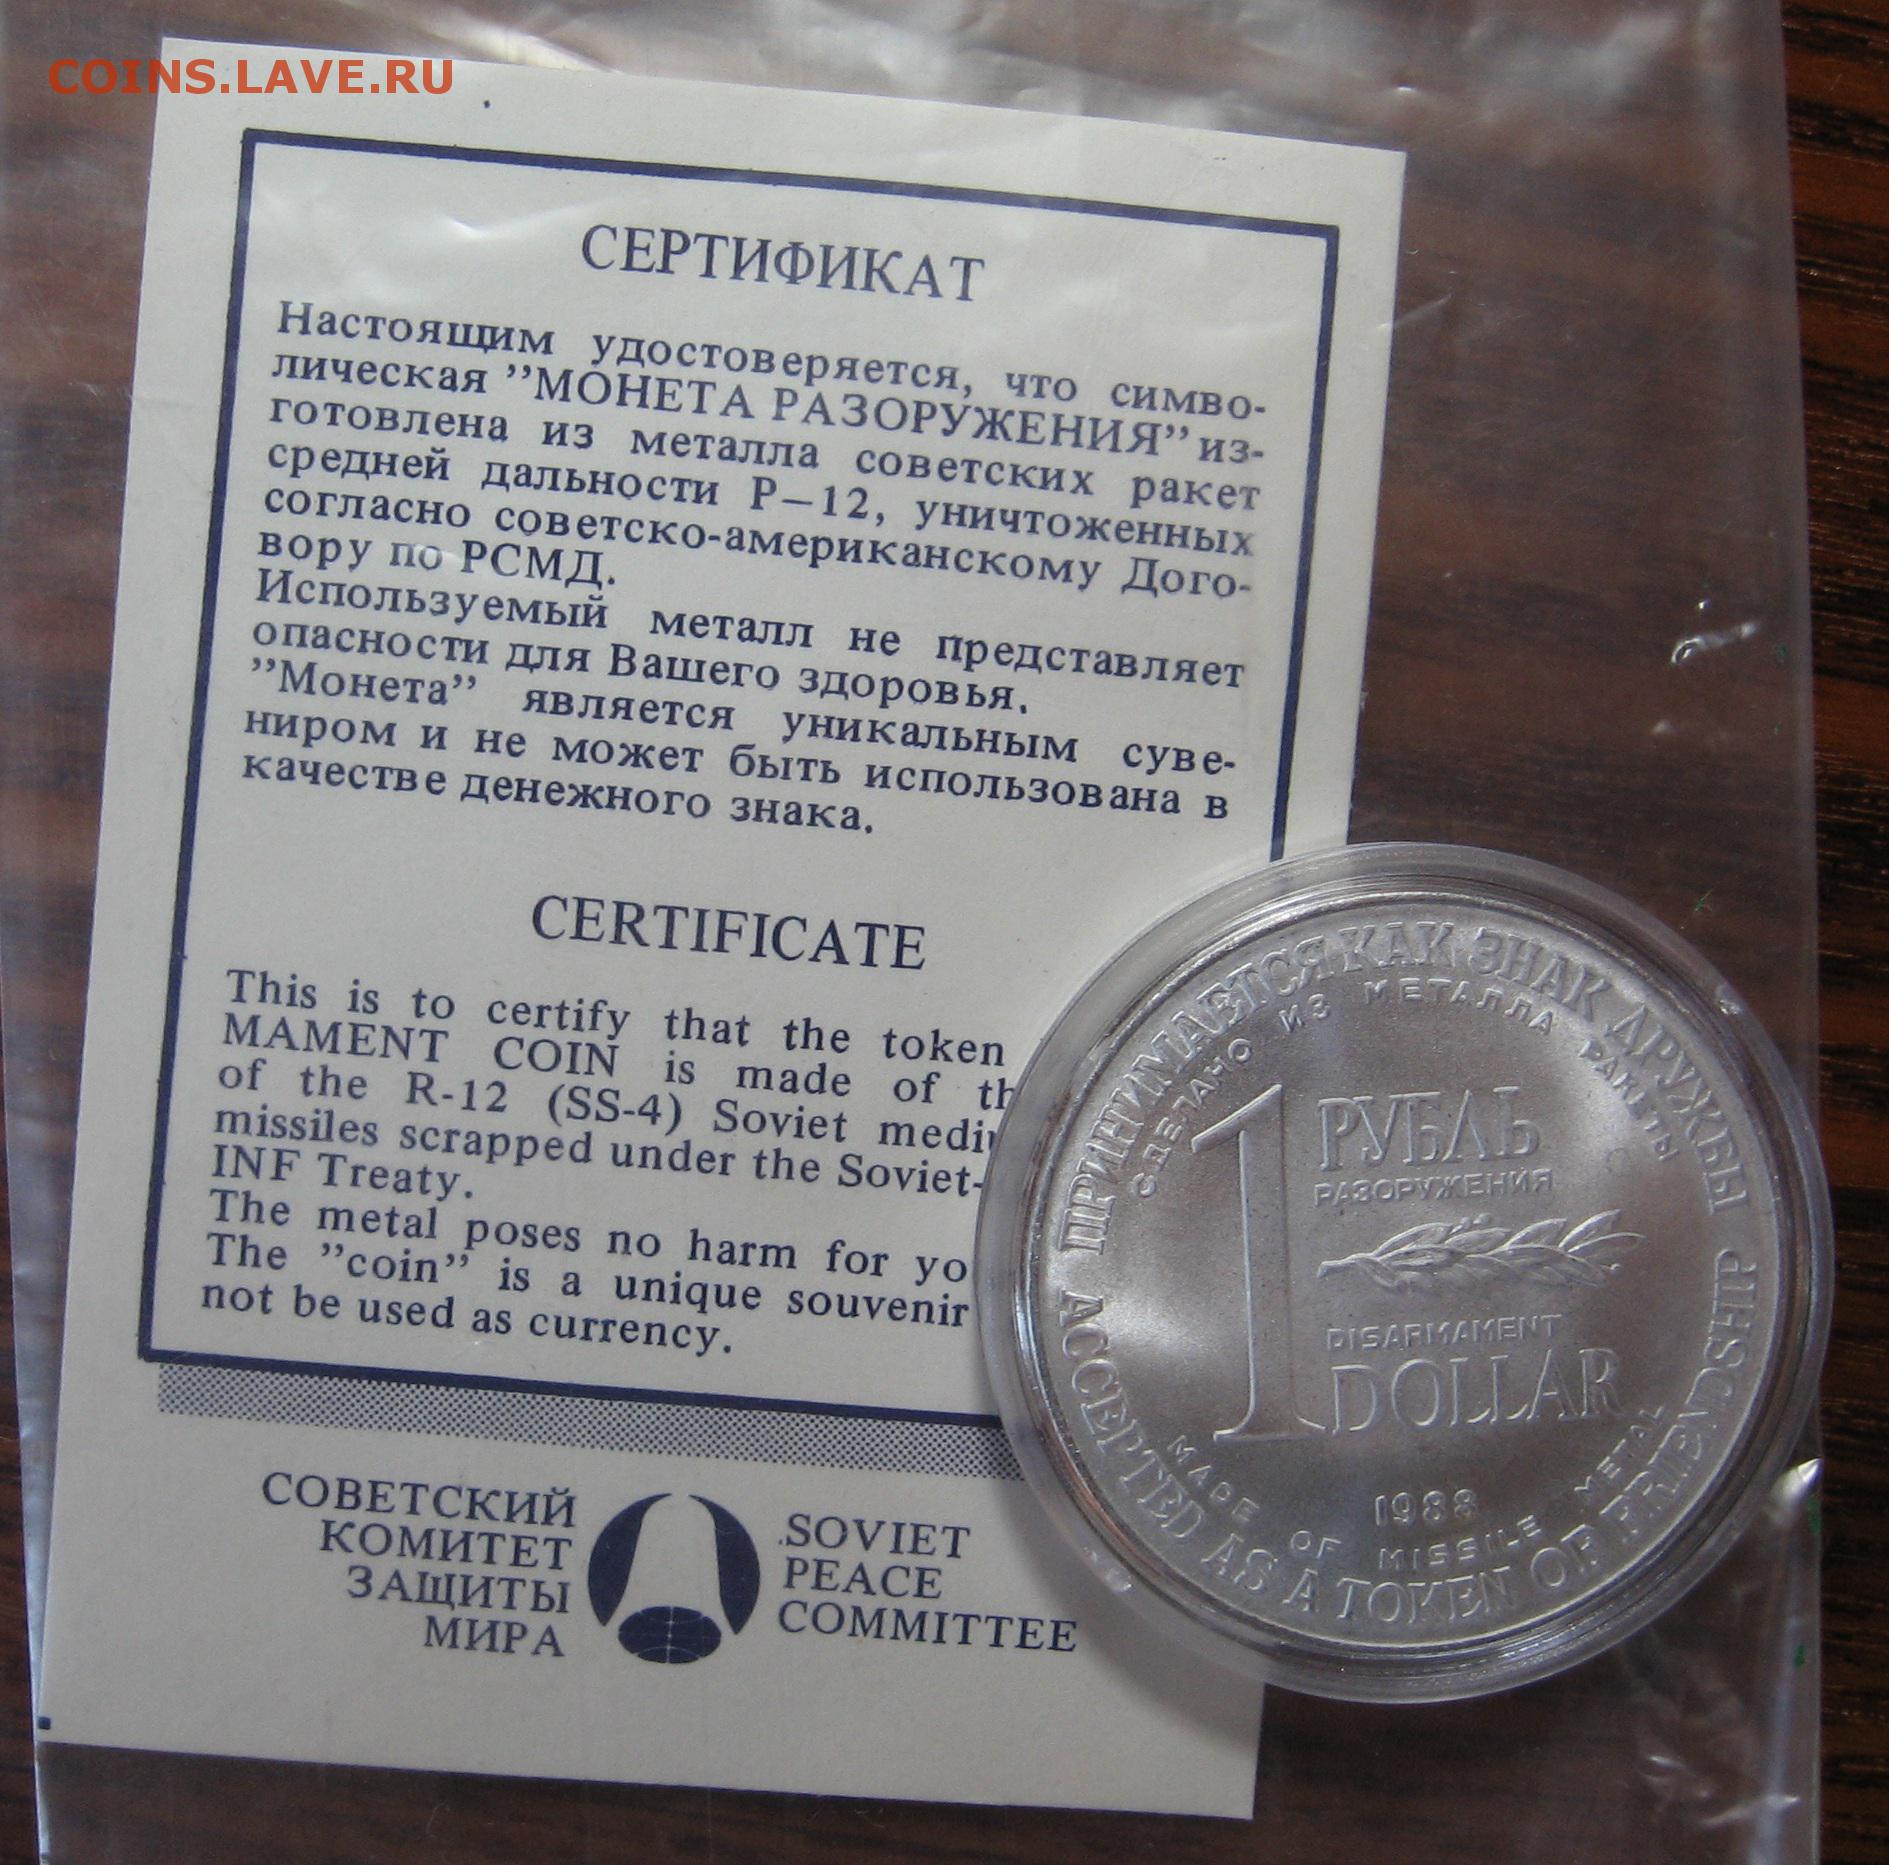 COINS.LAVE.RU
СЕРТИФИКАТ
Настоящим удостоверяется, что симво-
лическая "МОНЕТА РАЗОРУЖЕНИЯ" из-
готовлена из металла советских ракет
средней дальности Р–12, уничтоженных
согласно советско-американскому Дого-
вору по РСМД.
Используемый металл не представляет
опасности для Вашего здоровья.
"Монета" является уникальным суве-
ниром и не может быть использована в
качестве денежного знака.
CERTIFICATE
This is to certify that the token
MAMENT COIN is made of
of the R-12 (SS-4) Soviet
missiles scrapped under the Soviet-
INF Treaty.
The metal poses no harm for
The "coin" is a unique souvenir
not be used as currency.
СОВЕТСКИЙ
КОМИТЕТ
ЗАЩИТЫ
МИРА
SOVIET
PEACE
COMMITTEE
ПРИНИМАЕТСЯ КАК ЗНАК ДРУЖБЫ
СДЕЛАНО ИЗ МЕТАЛЛА РАКЕТЫ
1 РУБЛЬ
РАЗОРУЖЕНИЯ
DISARMAMENT
DOLLAR
1988
MADE OF MISSILE METAL
ACCEPTED AS A TOKEN OF FRIENDSHIP